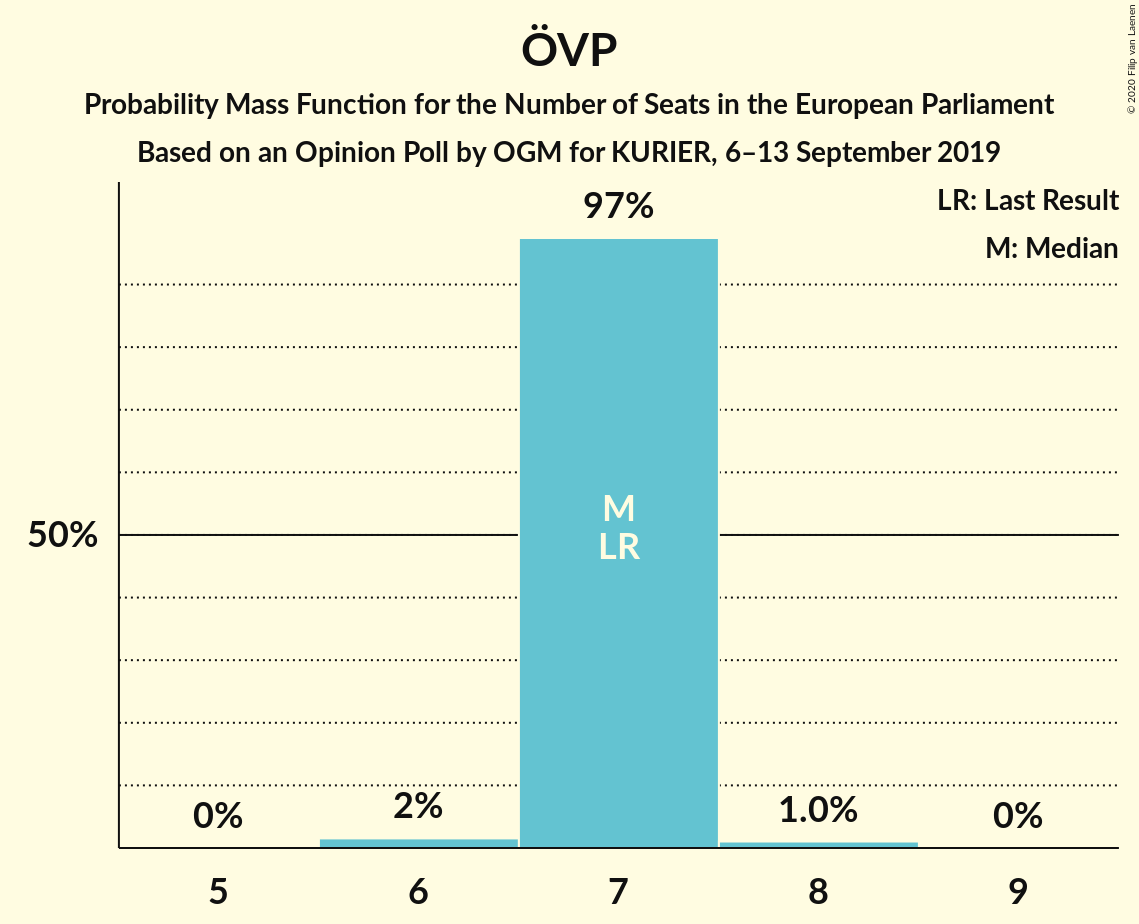 ÖVP
Probability Mass Function for the Number of Seats in the European Parliament
Based on an Opinion Poll by OGM for KURIER, 6–13 September 2019
© 2020 Filip van Laenen
LR: Last Result
M: Median
97%
M
LR
50%
0%
2%
1.0%
0%
5
6
7
8
9